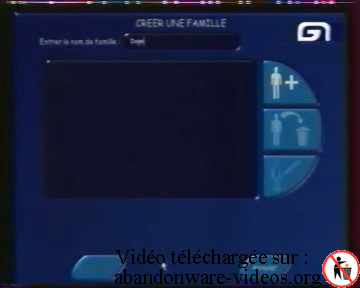 CREER UNE FAMILLE
Entrer le nom de famille :
Vidéo téléchargée sur :
abandonware-videos.org